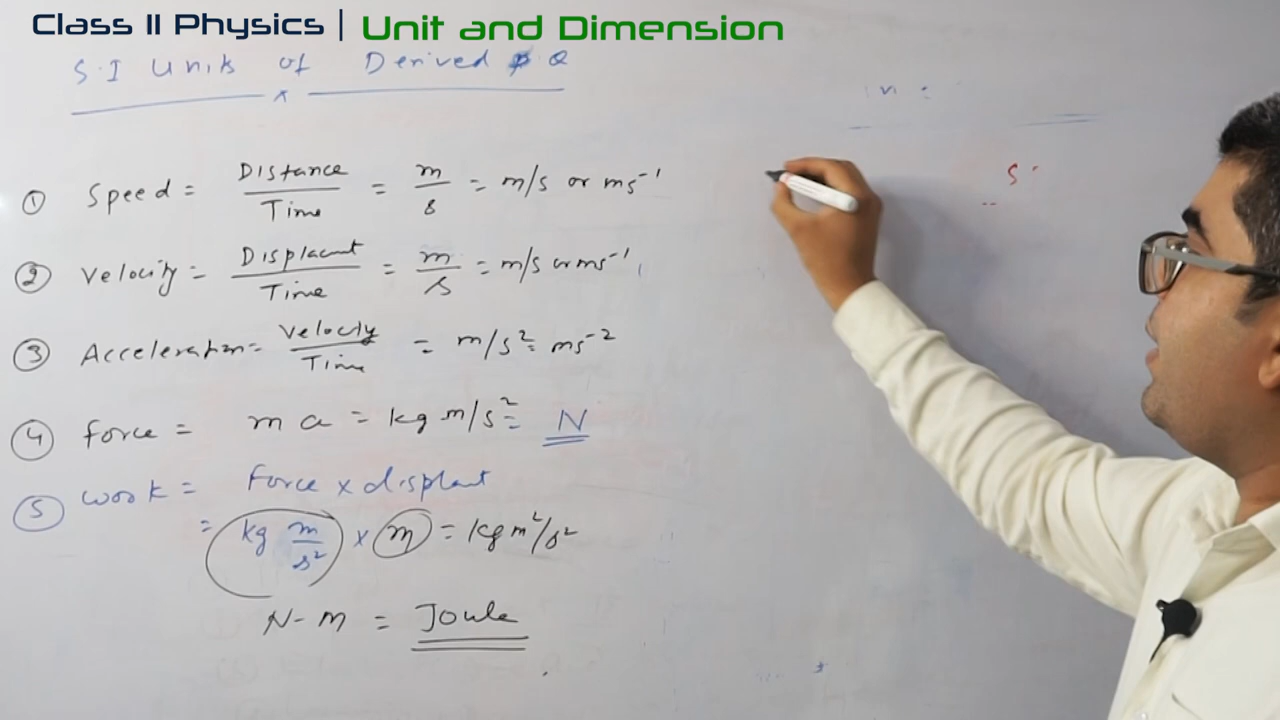 Class 11 Physics | Unit and Dimension
S.I Units of Derived Q
① Speed = Distance / Time = m / s = m/s or ms⁻¹
② Velocity = Displacmt / Time = m / s = m/s or ms⁻¹
③ Acceleration = Velocity / Time = m/s² = ms⁻²
④ force = m a = kg m/s² = N
⑤ Work = Force x displant
= kg m / s² x m = kg m²/s²
N-m = Joule